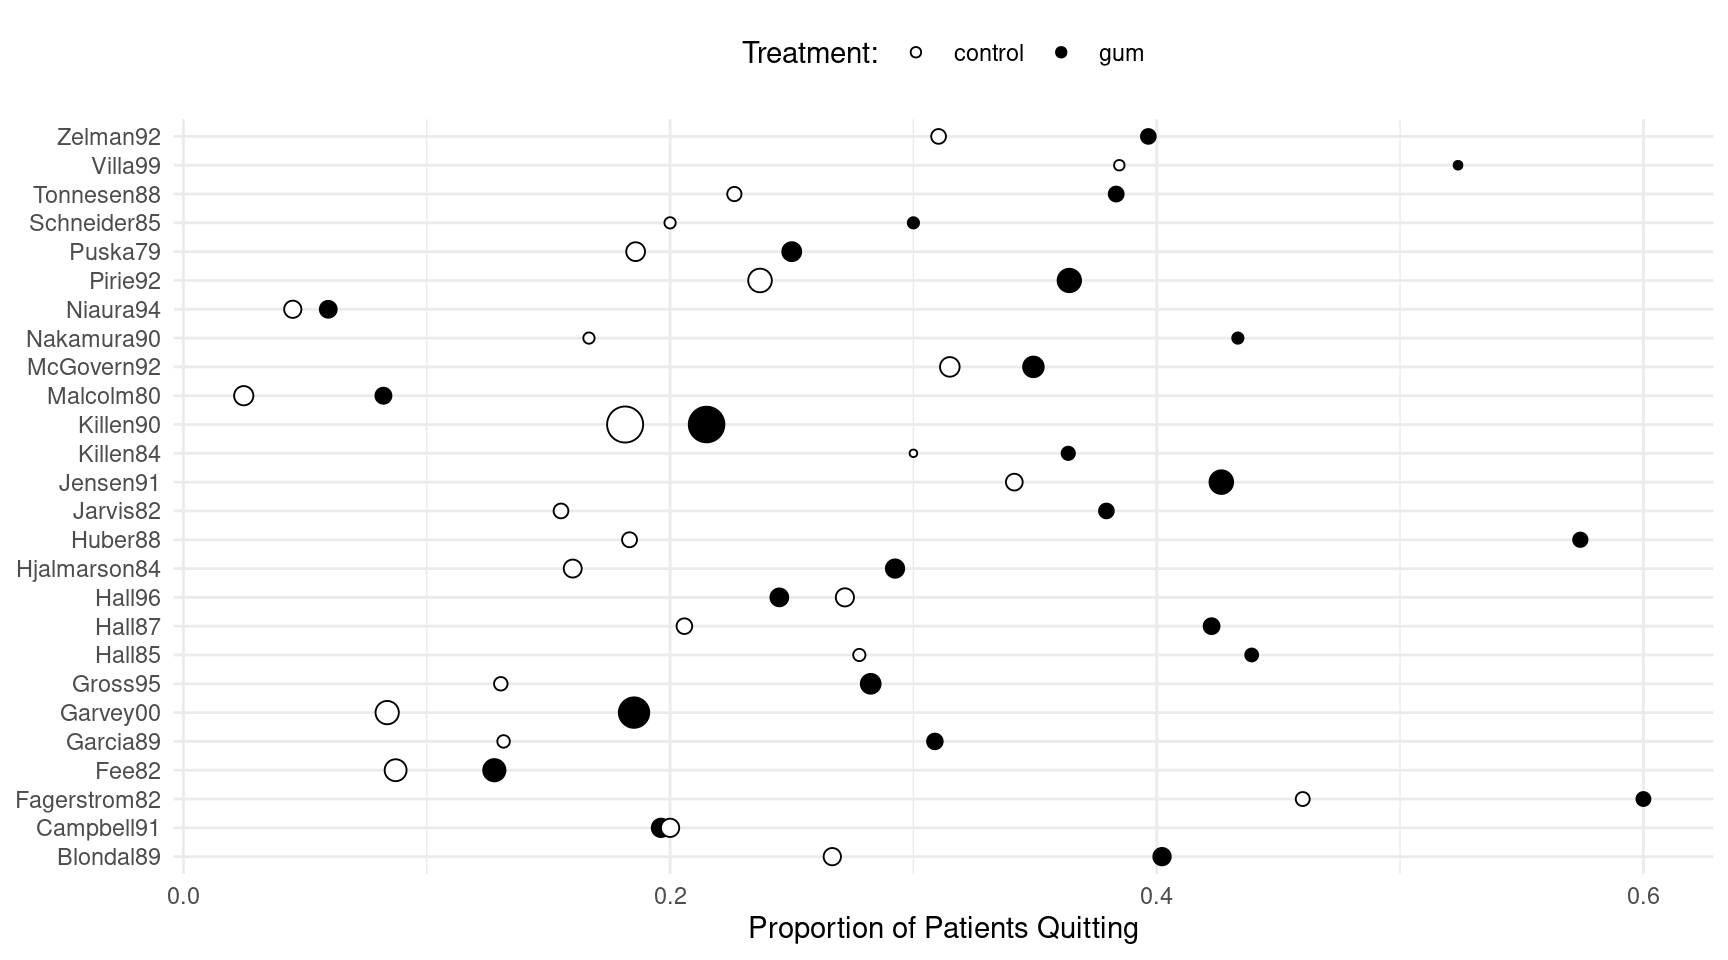 Treatment: control gum
Zelman92
Villa99
Tonnesen88
Schneider85
Puska79
Pirie92
Niaura94
Nakamura90
McGovern92
Malcolm80
Killen90
Killen84
Jensen91
Jarvis82
Huber88
Hjalmarson84
Hall96
Hall87
Hall85
Gross95
Garvey00
Garcia89
Fee82
Fagerstrom82
Campbell91
Blondal89
0.0 0.2 0.4 0.6
Proportion of Patients Quitting